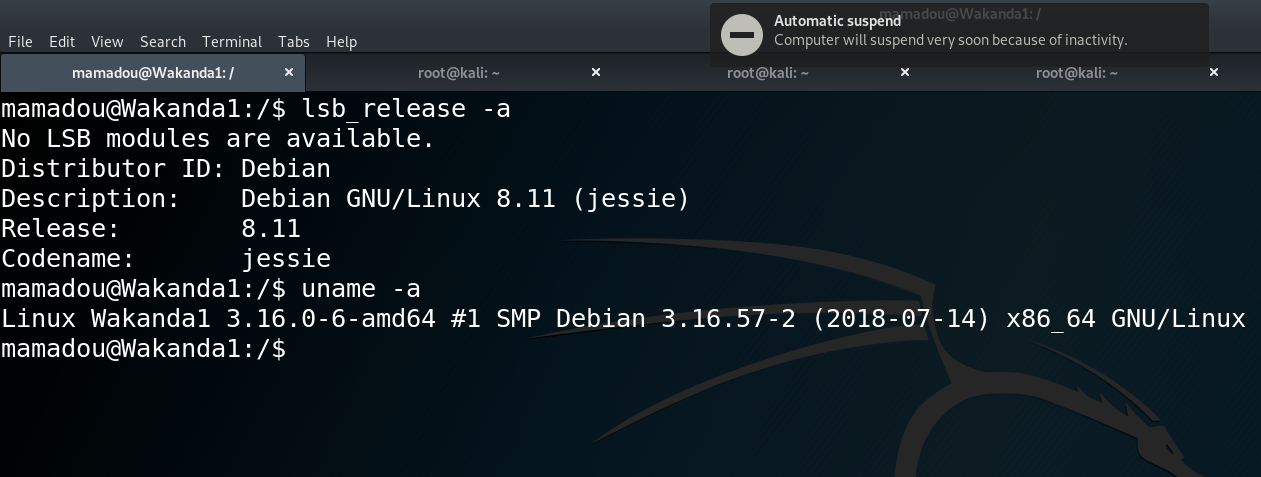 mamadou@Wakanda1: /
Automatic suspend
Computer will suspend very soon because of inactivity.
File Edit View Search Terminal Tabs Help
mamadou@Wakanda1: / × root@kali: ~ × root@kali: ~ × root@kali: ~ ×
mamadou@Wakanda1:/$ lsb_release -a
No LSB modules are available.
Distributor ID: Debian
Description:    Debian GNU/Linux 8.11 (jessie)
Release:        8.11
Codename:       jessie
mamadou@Wakanda1:/$ uname -a
Linux Wakanda1 3.16.0-6-amd64 #1 SMP Debian 3.16.57-2 (2018-07-14) x86_64 GNU/Linux
mamadou@Wakanda1:/$